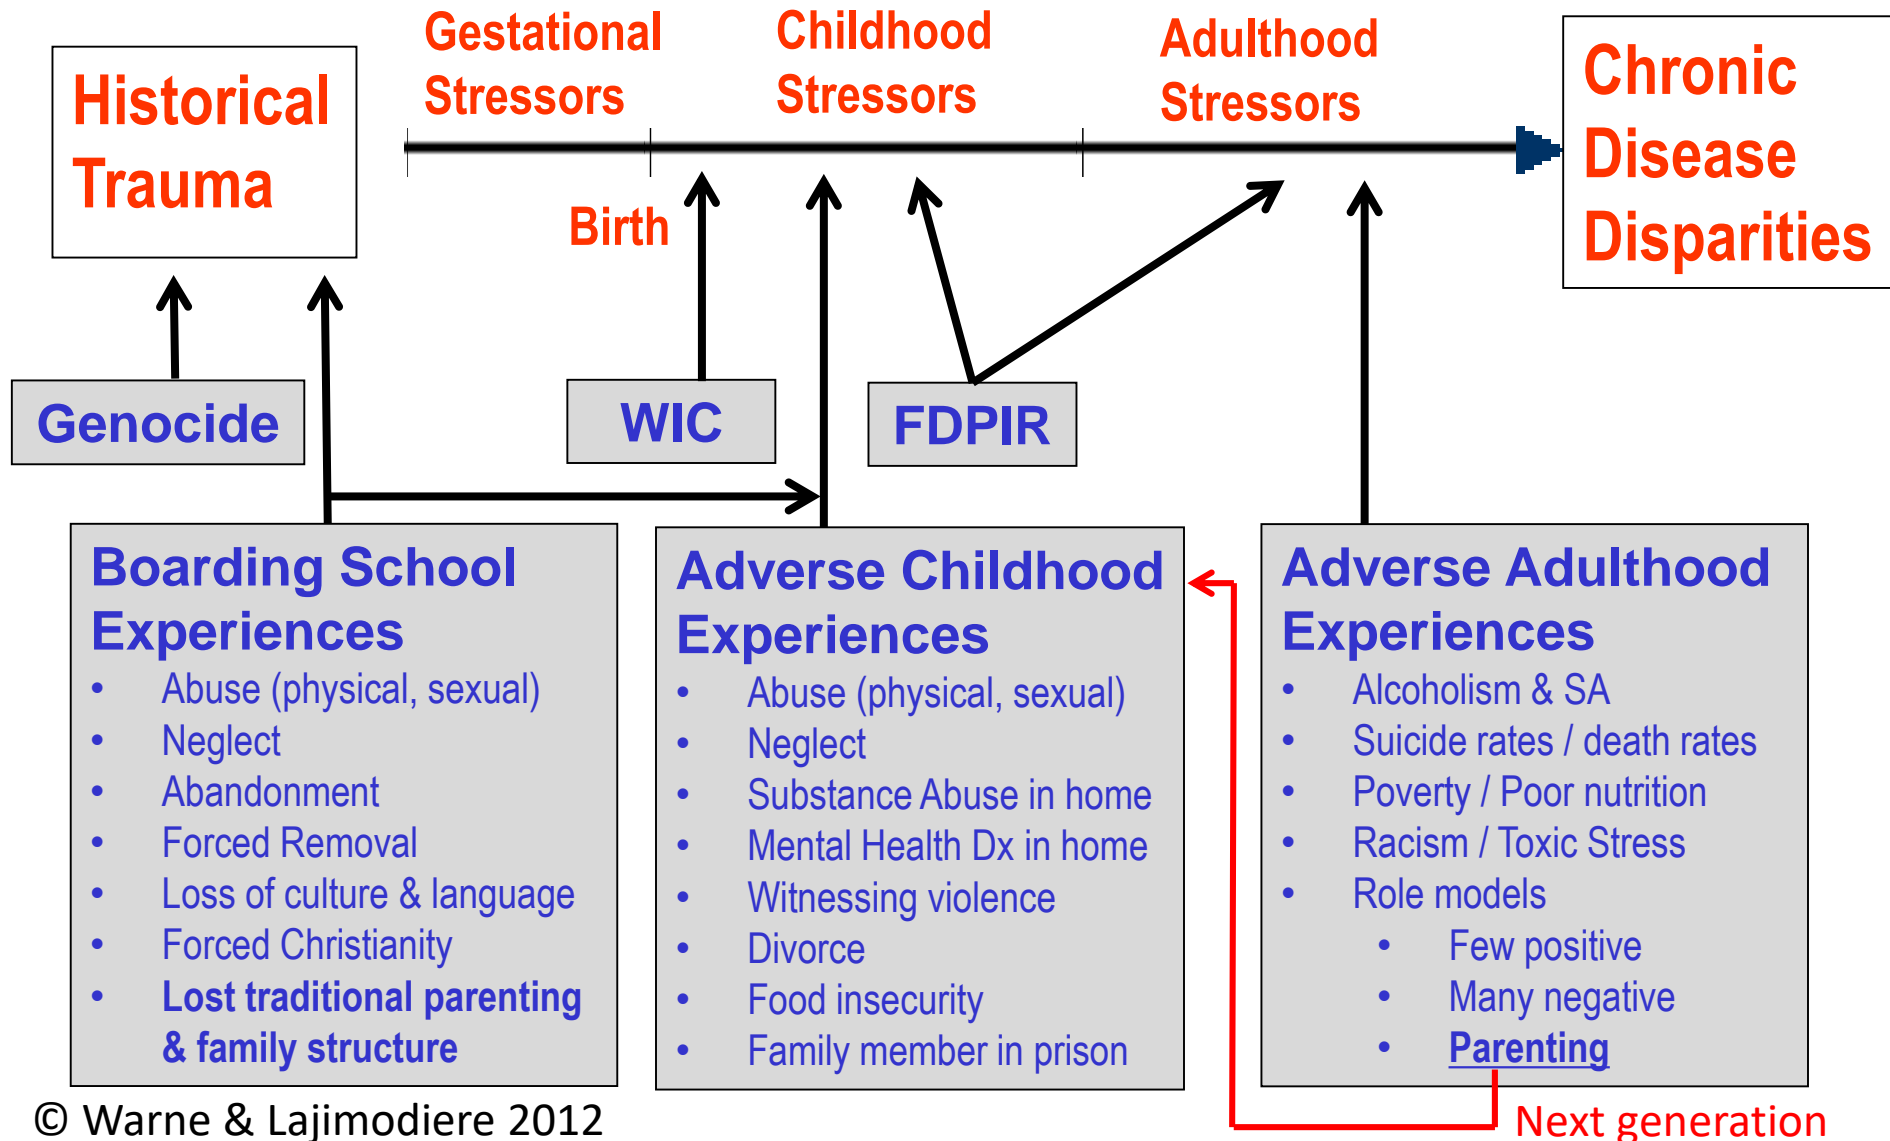 Historical
Trauma
Gestational
Stressors
Childhood
Stressors
Adulthood
Stressors
Chronic
Disease
Disparities
Birth
Genocide
WIC
FDPIR
Boarding School
Experiences
• Abuse (physical, sexual)
• Neglect
• Abandonment
• Forced Removal
• Loss of culture & language
• Forced Christianity
• Lost traditional parenting
& family structure
Adverse Childhood
Experiences
• Abuse (physical, sexual)
• Neglect
• Substance Abuse in home
• Mental Health Dx in home
• Witnessing violence
• Divorce
• Food insecurity
• Family member in prison
Adverse Adulthood
Experiences
• Alcoholism & SA
• Suicide rates / death rates
• Poverty / Poor nutrition
• Racism / Toxic Stress
• Role models
• Few positive
• Many negative
• Parenting
© Warne & Lajimodiere 2012
Next generation